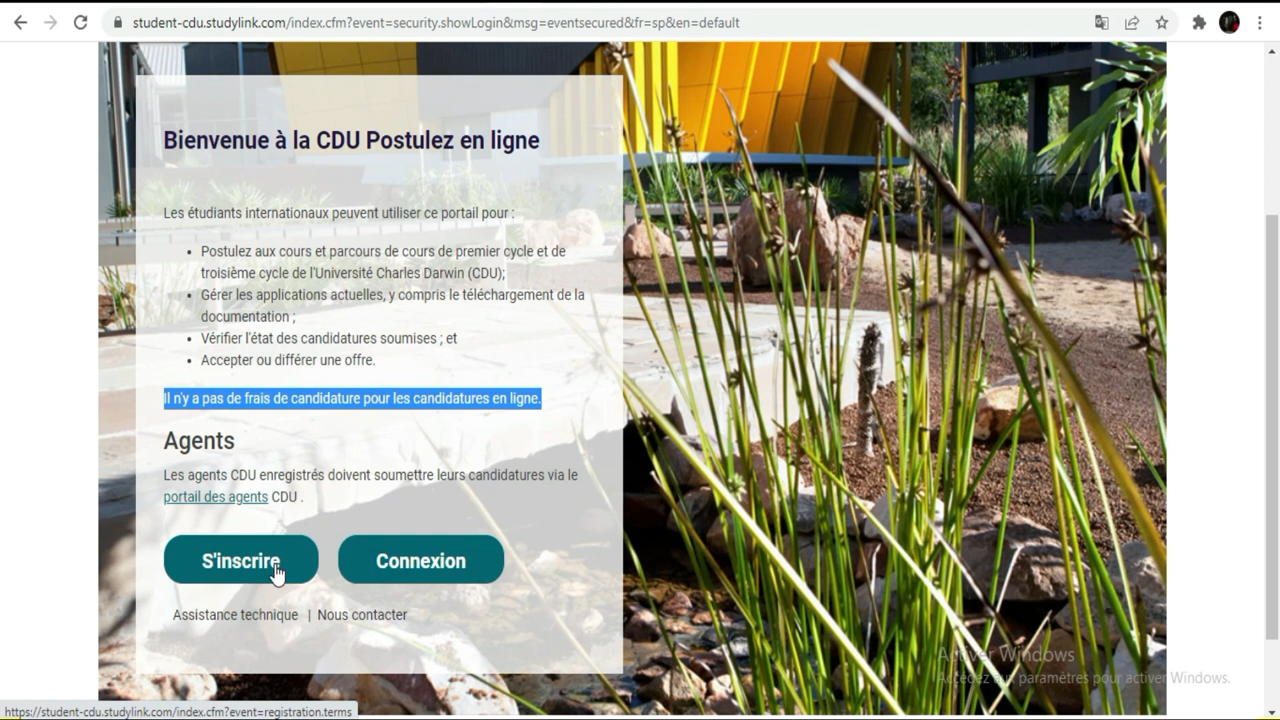 student-cdu.studylink.com/index.cfm?event=security.showLogin&msg=eventsecured&fr=sp&en=default
Bienvenue à la CDU Postulez en ligne
Les étudiants internationaux peuvent utiliser ce portail pour :
• Postulez aux cours et parcours de cours de premier cycle et de
troisième cycle de l'Université Charles Darwin (CDU);
• Gérer les applications actuelles, y compris le téléchargement de la
documentation ;
• Vérifier l'état des candidatures soumises ; et
• Accepter ou différer une offre.
Il n'y a pas de frais de candidature pour les candidatures en ligne.
Agents
Les agents CDU enregistrés doivent soumettre leurs candidatures via le
portail des agents CDU .
S'inscrire Connexion
Assistance technique | Nous contacter
Activer Windows
Accédez aux paramètres pour activer Windows.
https://student-cdu.studylink.com/index.cfm?event=registration.terms